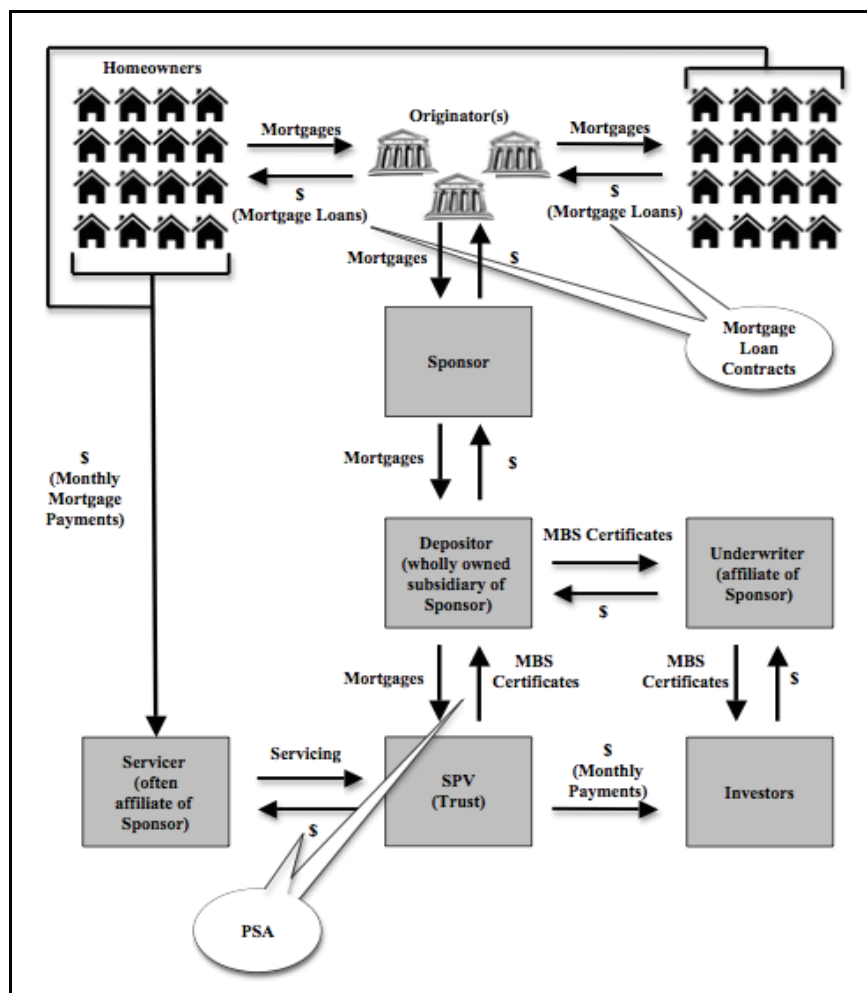 Homeowners
Originator(s)
Mortgages
Mortgages
$
(Mortgage Loans)
$
(Mortgage Loans)
Mortgages
$
Mortgage
Loan
Contracts
Sponsor
Mortgages
$
$
(Monthly
Mortgage
Payments)
Depositor
(wholly owned
subsidiary of
Sponsor)
MBS Certificates
$
Underwriter
(affiliate of
Sponsor)
Mortgages
MBS
Certificates
MBS
Certificates
$
Servicer
(often
affiliate of
Sponsor)
Servicing
$
SPV
(Trust)
$
(Monthly
Payments)
Investors
PSA